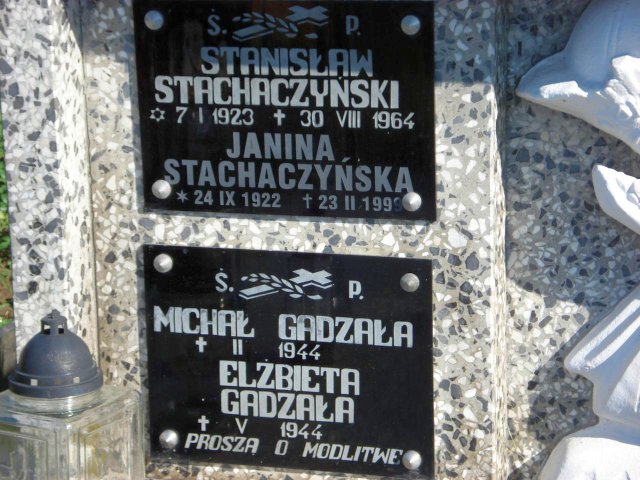 Ś. P.
STANISŁAW
STACHACZYŃSKI
✡ 7 I 1923 ✝ 30 VIII 1964
JANINA
STACHACZYŃSKA
* 24 IX 1922 ✝ 23 II 1999
Ś. P.
MICHAŁ GADZAŁA
✝ II 1944
ELŻBIETA
GADZAŁA
✝ V 1944
PROSZĄ O MODLITWĘ